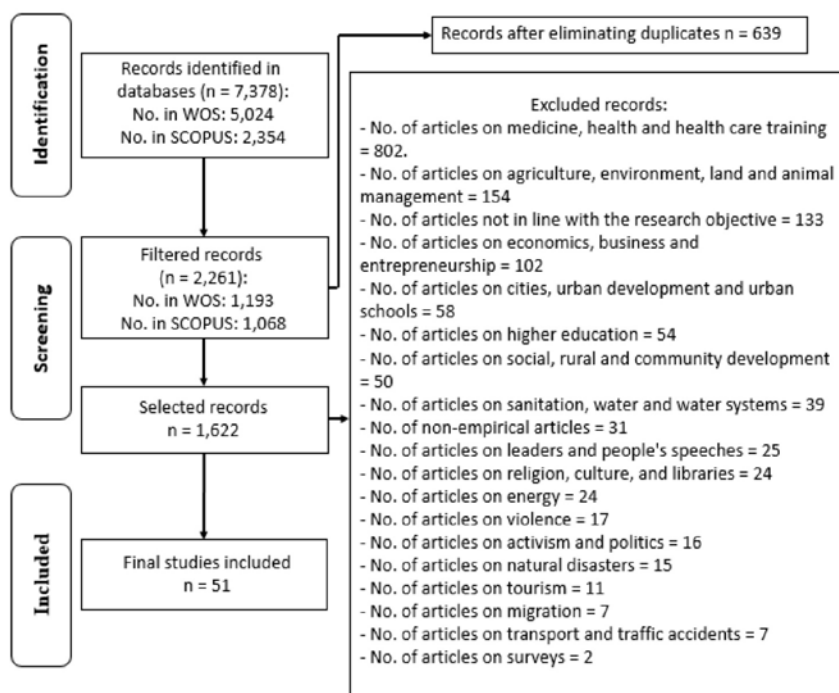 Identification
Records identified in
databases (n = 7,378):
No. in WOS: 5,024
No. in SCOPUS: 2,354
Records after eliminating duplicates n = 639
Screening
Filtered records
(n = 2,261):
No. in WOS: 1,193
No. in SCOPUS: 1,068
Selected records
n = 1,622
Included
Final studies included
n = 51
Excluded records:
- No. of articles on medicine, health and health care training
= 802.
- No. of articles on agriculture, environment, land and animal
management = 154
- No. of articles not in line with the research objective = 133
- No. of articles on economics, business and
entrepreneurship = 102
- No. of articles on cities, urban development and urban
schools = 58
- No. of articles on higher education = 54
- No. of articles on social, rural and community development
= 50
- No. of articles on sanitation, water and water systems = 39
- No. of non-empirical articles = 31
- No. of articles on leaders and people's speeches = 25
- No. of articles on religion, culture, and libraries = 24
- No. of articles on energy = 24
- No. of articles on violence = 17
- No. of articles on activism and politics = 16
- No. of articles on natural disasters = 15
- No. of articles on tourism = 11
- No. of articles on migration = 7
- No. of articles on transport and traffic accidents = 7
- No. of articles on surveys = 2